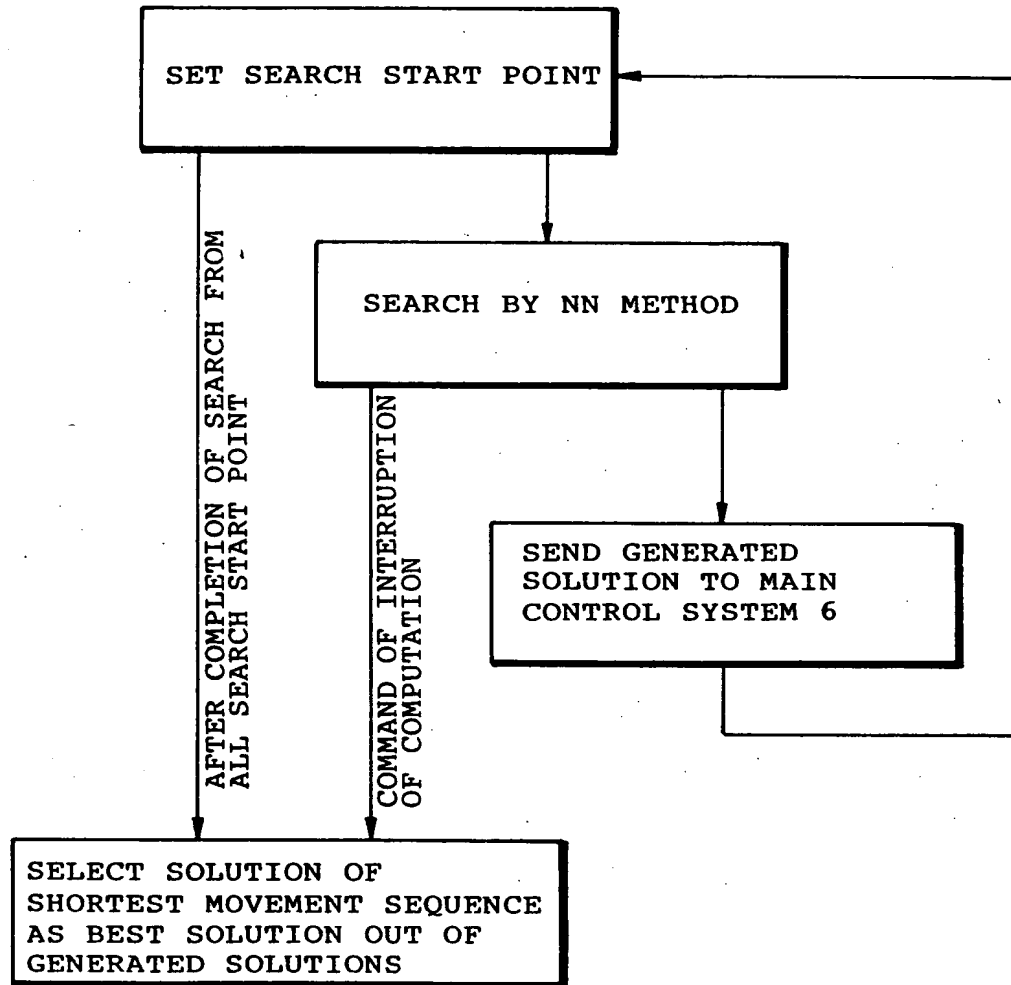 SET SEARCH START POINT
SEARCH BY NN METHOD
AFTER COMPLETION OF SEARCH FROM
ALL SEARCH START POINT
COMMAND OF INTERRUPTION
OF COMPUTATION
SEND GENERATED
SOLUTION TO MAIN
CONTROL SYSTEM 6
SELECT SOLUTION OF
SHORTEST MOVEMENT SEQUENCE
AS BEST SOLUTION OUT OF
GENERATED SOLUTIONS